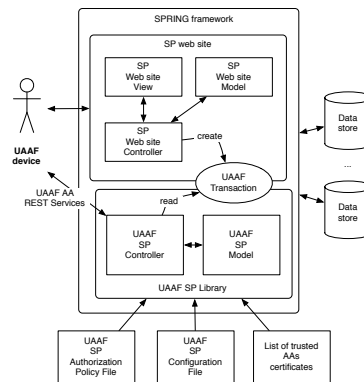 SPRING framework
SP web site
SP
Web site
View
SP
Web site
Model
SP
Web site
Controller
create
UAAF
device
UAAF
Transaction
Data
store
...
Data
store
UAAF AA
REST Services
read
UAAF
SP
Controller
UAAF
SP
Model
UAAF SP Library
UAAF
SP
Authorization
Policy File
UAAF
SP
Configuration
File
List of trusted
AAs
certificates